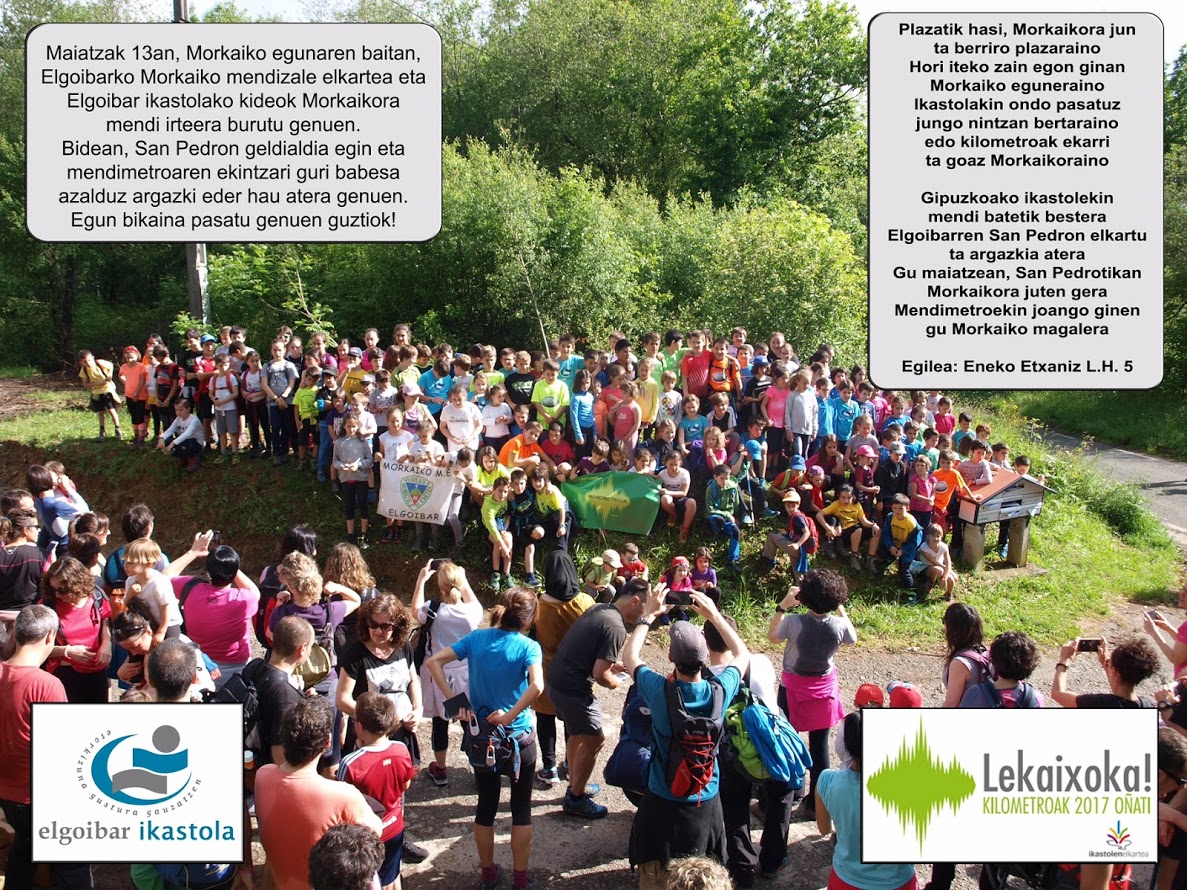 Maiatzak 13an, Morkaiko egunaren baitan,
Elgoibarko Morkaiko mendizale elkartea eta
Elgoibar ikastolako kideok Morkaikora
mendi irteera burutu genuen.
Bidean, San Pedron geldialdia egin eta
mendimetroaren ekintzari guri babesa
azalduz argazki eder hau atera genuen.
Egun bikaina pasatu genuen guztiok!
Plazatik hasi, Morkaikora jun
ta berriro plazaraino
Hori iteko zain egon ginan
Morkaiko eguneraino
Ikastolakin ondo pasatuz
jungo nintzan bertaraino
edo kilometroak ekarri
ta goaz Morkaikoraino
Gipuzkoako ikastolekin
mendi batetik bestera
Elgoibarren San Pedron elkartu
ta argazkia atera
Gu maiatzean, San Pedrotikan
Morkaikora juten gera
Mendimetroekin joango ginen
gu Morkaiko magalera
Egilea: Eneko Etxaniz L.H. 5
MORKAIKO M.E.
ELGOIBAR
MENDIMETROAK
etorkizuna sustura sauzatzen
elgoibar ikastola
Lekaixoka!
KILOMETROAK 2017 OÑATI
ikastolen elkartea